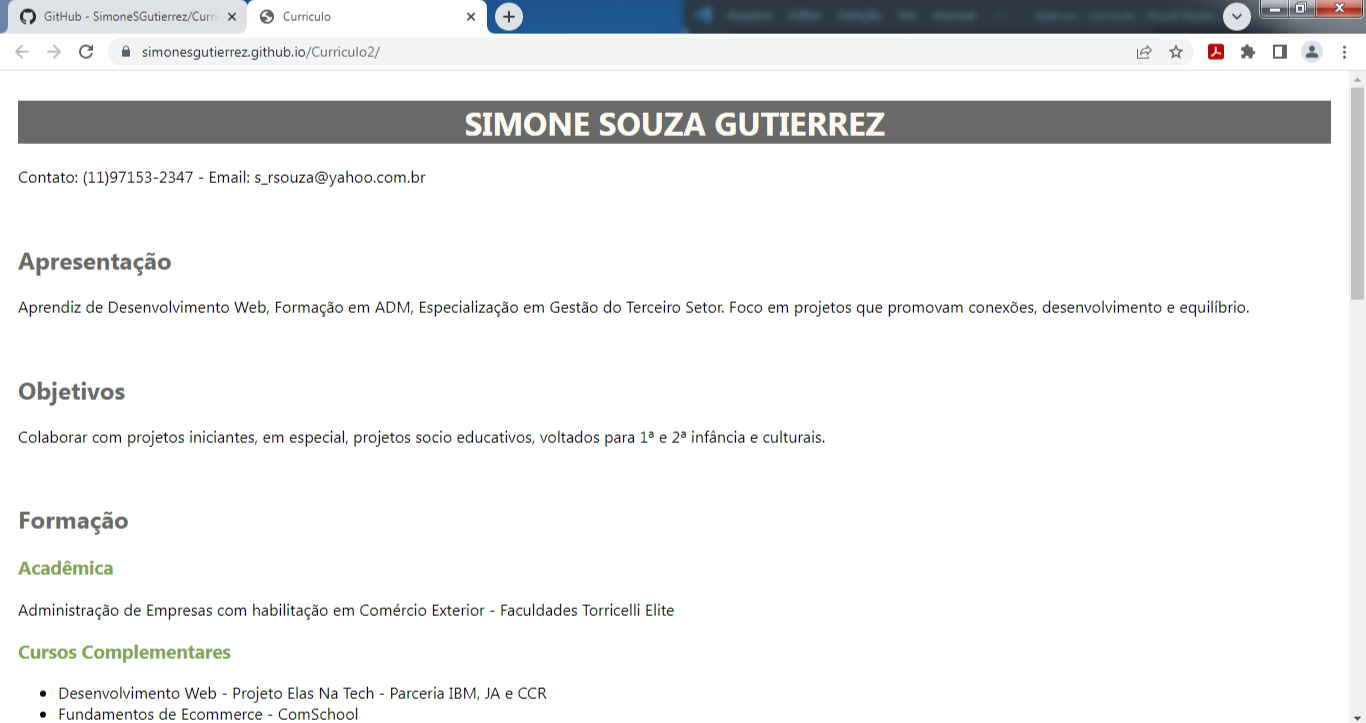 GitHub - SimoneSGutierrez/Curri
Curriculo
simonesgutierrez.github.io/Curriculo2/
SIMONE SOUZA GUTIERREZ
Contato: (11)97153-2347 - Email: s_rsouza@yahoo.com.br
Apresentação
Aprendiz de Desenvolvimento Web, Formação em ADM, Especialização em Gestão do Terceiro Setor. Foco em projetos que promovam conexões, desenvolvimento e equilíbrio.
Objetivos
Colaborar com projetos iniciantes, em especial, projetos socio educativos, voltados para 1ª e 2ª infância e culturais.
Formação
Acadêmica
Administração de Empresas com habilitação em Comércio Exterior - Faculdades Torricelli Elite
Cursos Complementares
Desenvolvimento Web - Projeto Elas Na Tech - Parceria IBM, JA e CCR
Fundamentos de Ecommerce - ComSchool